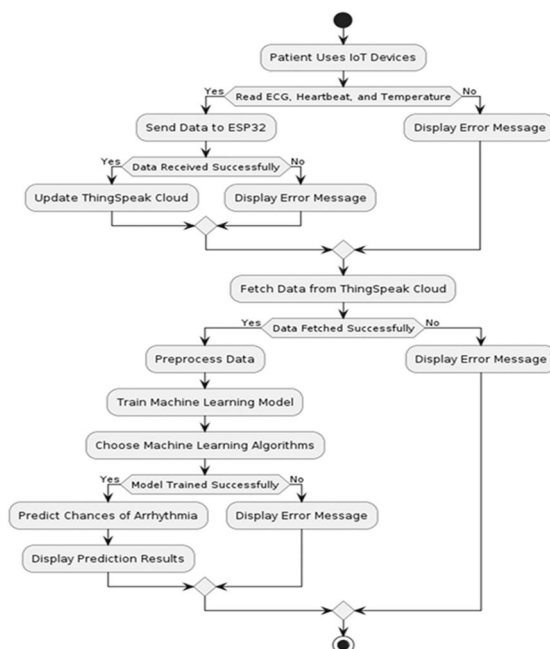 Patient Uses IoT Devices
Yes
Read ECG, Heartbeat, and Temperature
No
Send Data to ESP32
Display Error Message
Yes
Data Received Successfully
No
Update ThingSpeak Cloud
Display Error Message
Fetch Data from ThingSpeak Cloud
Yes
Data Fetched Successfully
No
Preprocess Data
Display Error Message
Train Machine Learning Model
Choose Machine Learning Algorithms
Yes
Model Trained Successfully
No
Predict Chances of Arrhythmia
Display Error Message
Display Prediction Results